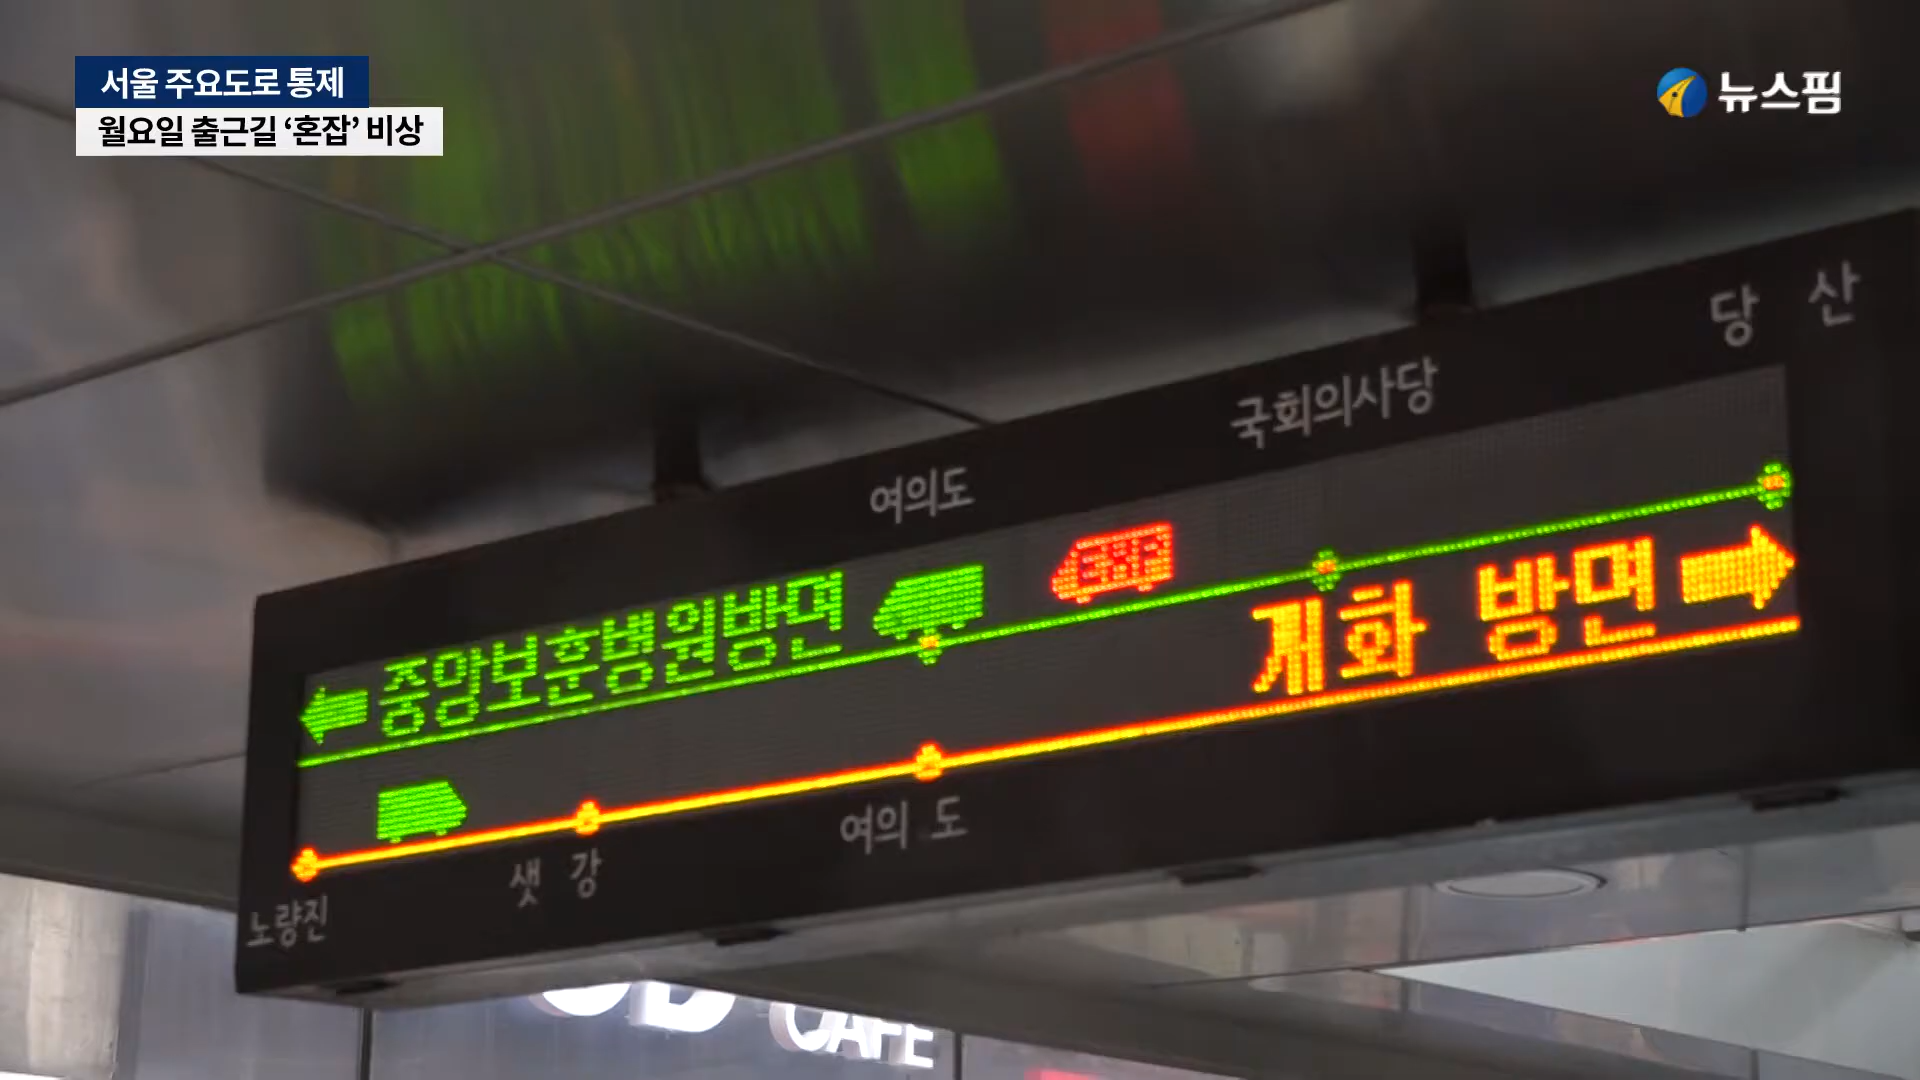 서울 주요도로 통제
월요일 출근길 ‘혼잡’ 비상
뉴스핌
당 산
국회의사당
여의도
중앙보훈병원방면
개화 방면
여의 도
샛 강
노량진
CAFE